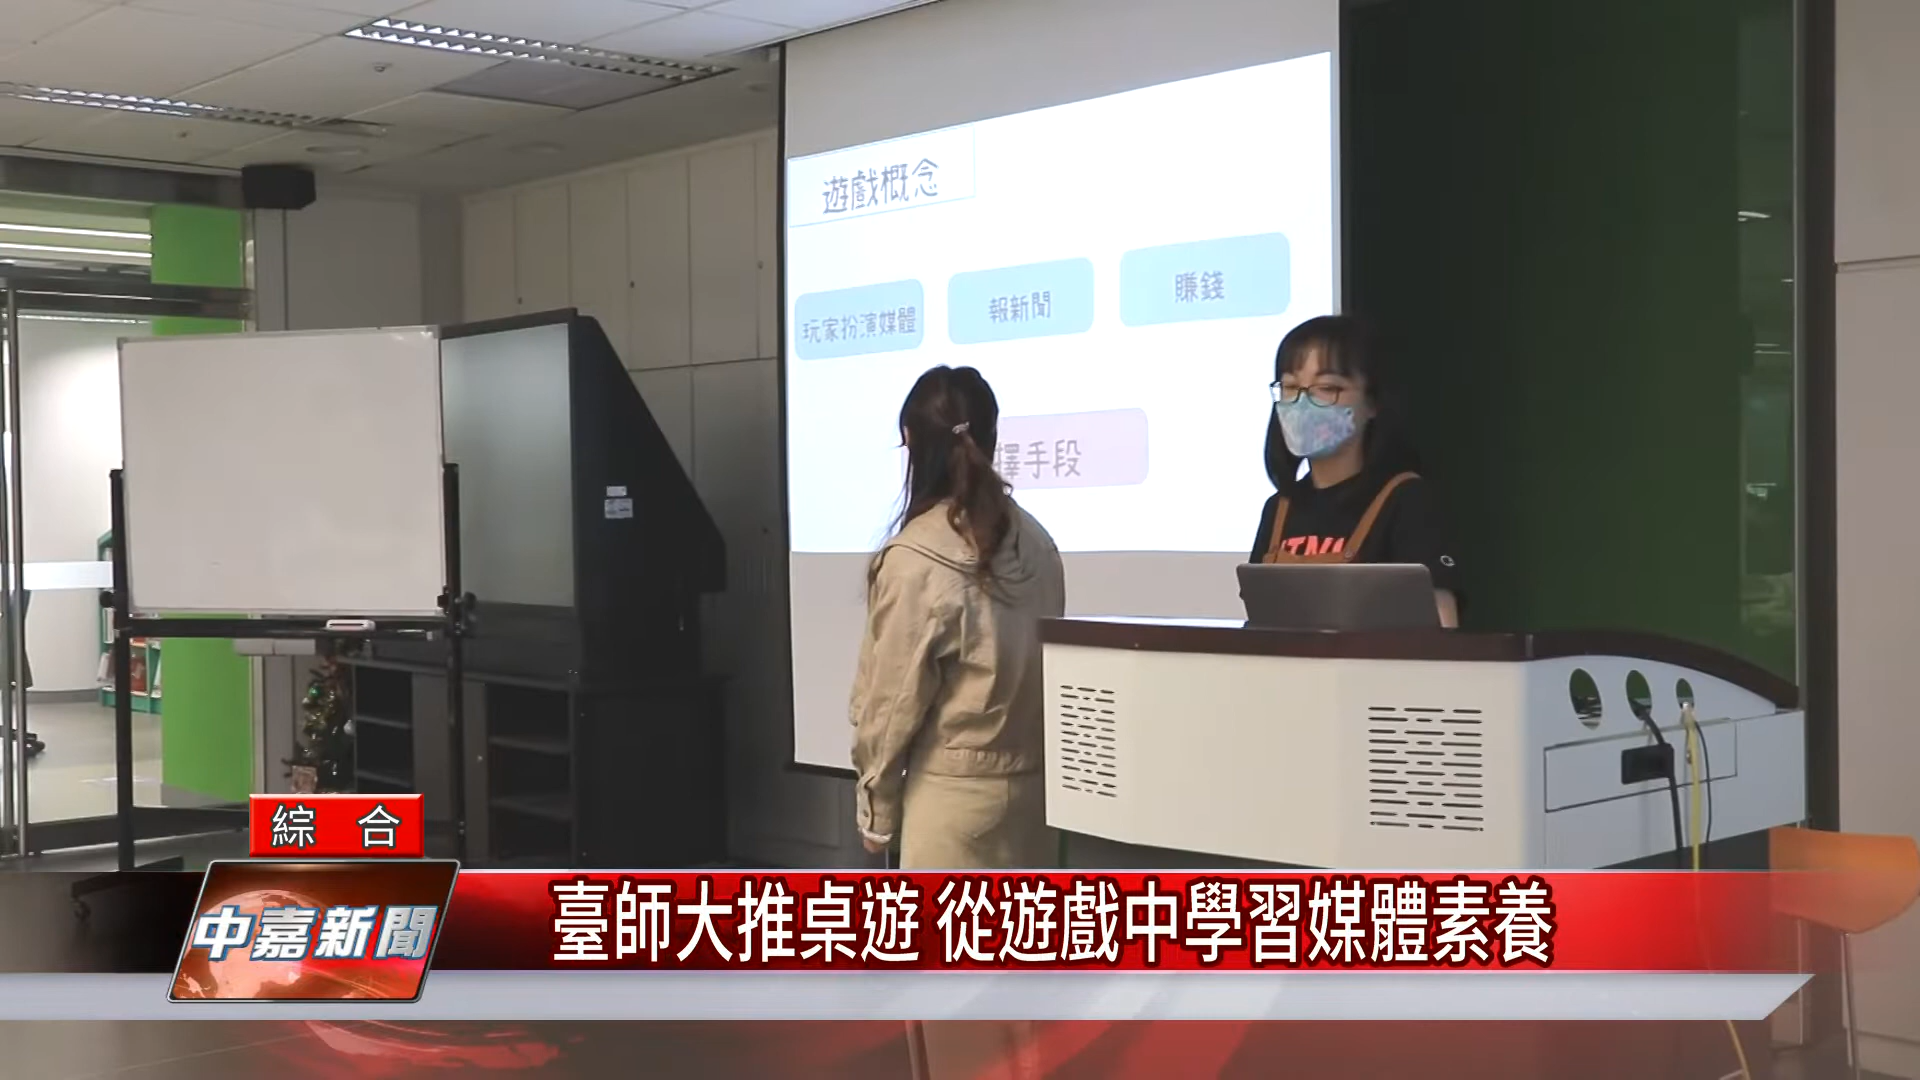 遊戲概念
玩家扮演媒體
報新聞
賺錢
擇手段
綜合
中嘉新聞
臺師大推桌遊 從遊戲中學習媒體素養